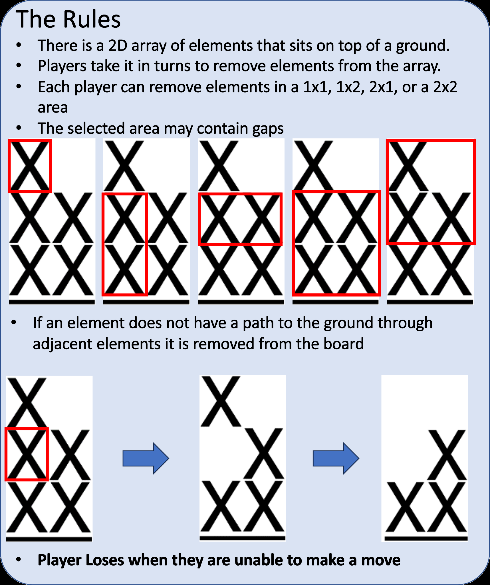 The Rules
• There is a 2D array of elements that sits on top of a ground.
• Players take it in turns to remove elements from the array.
• Each player can remove elements in a 1x1, 1x2, 2x1, or a 2x2
area
• The selected area may contain gaps
X X X X X
XX XX XX XX XX
XX XX XX XX XX
• If an element does not have a path to the ground through
adjacent elements it is removed from the board
X X
XX X X
XX XX XX
• Player Loses when they are unable to make a move